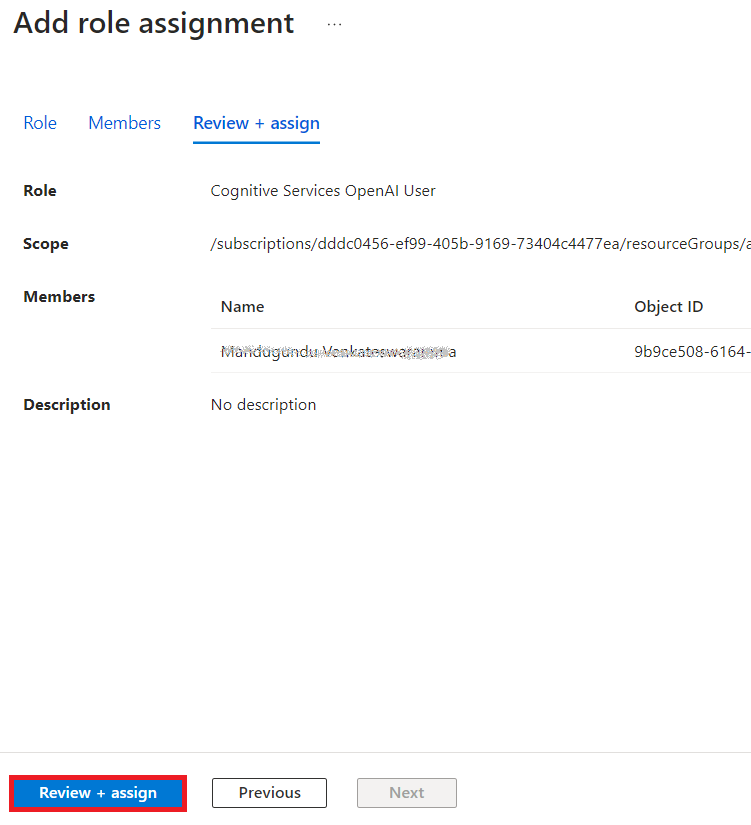 Add role assignment ...
Role Members Review + assign
Role Cognitive Services OpenAI User
Scope /subscriptions/dddc0456-ef99-405b-9169-73404c4477ea/resourceGroups/a
Members
Name Object ID
9b9ce508-6164-
Description No description
Review + assign Previous Next